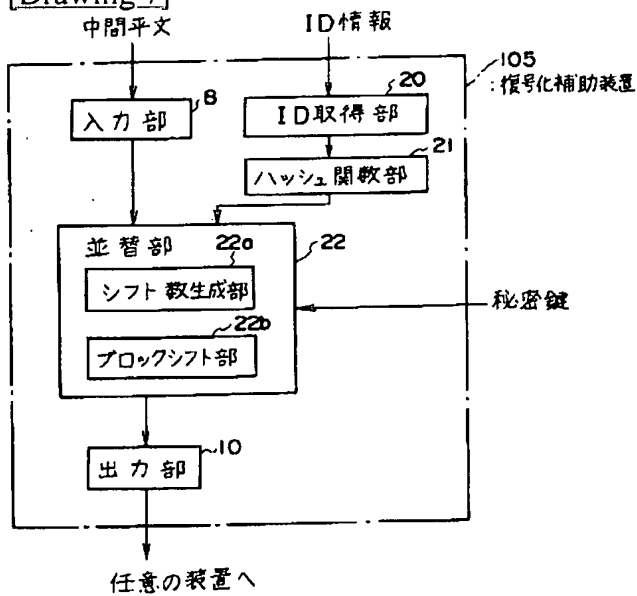 [Drawing 7]
中間平文
ID情報
105
:復号化補助装置
8
入力部
20
ID取得部
21
ハッシュ関数部
並替部
22
22a
シフト数生成部
22b
ブロックシフト部
秘密鍵
10
出力部
任意の装置へ